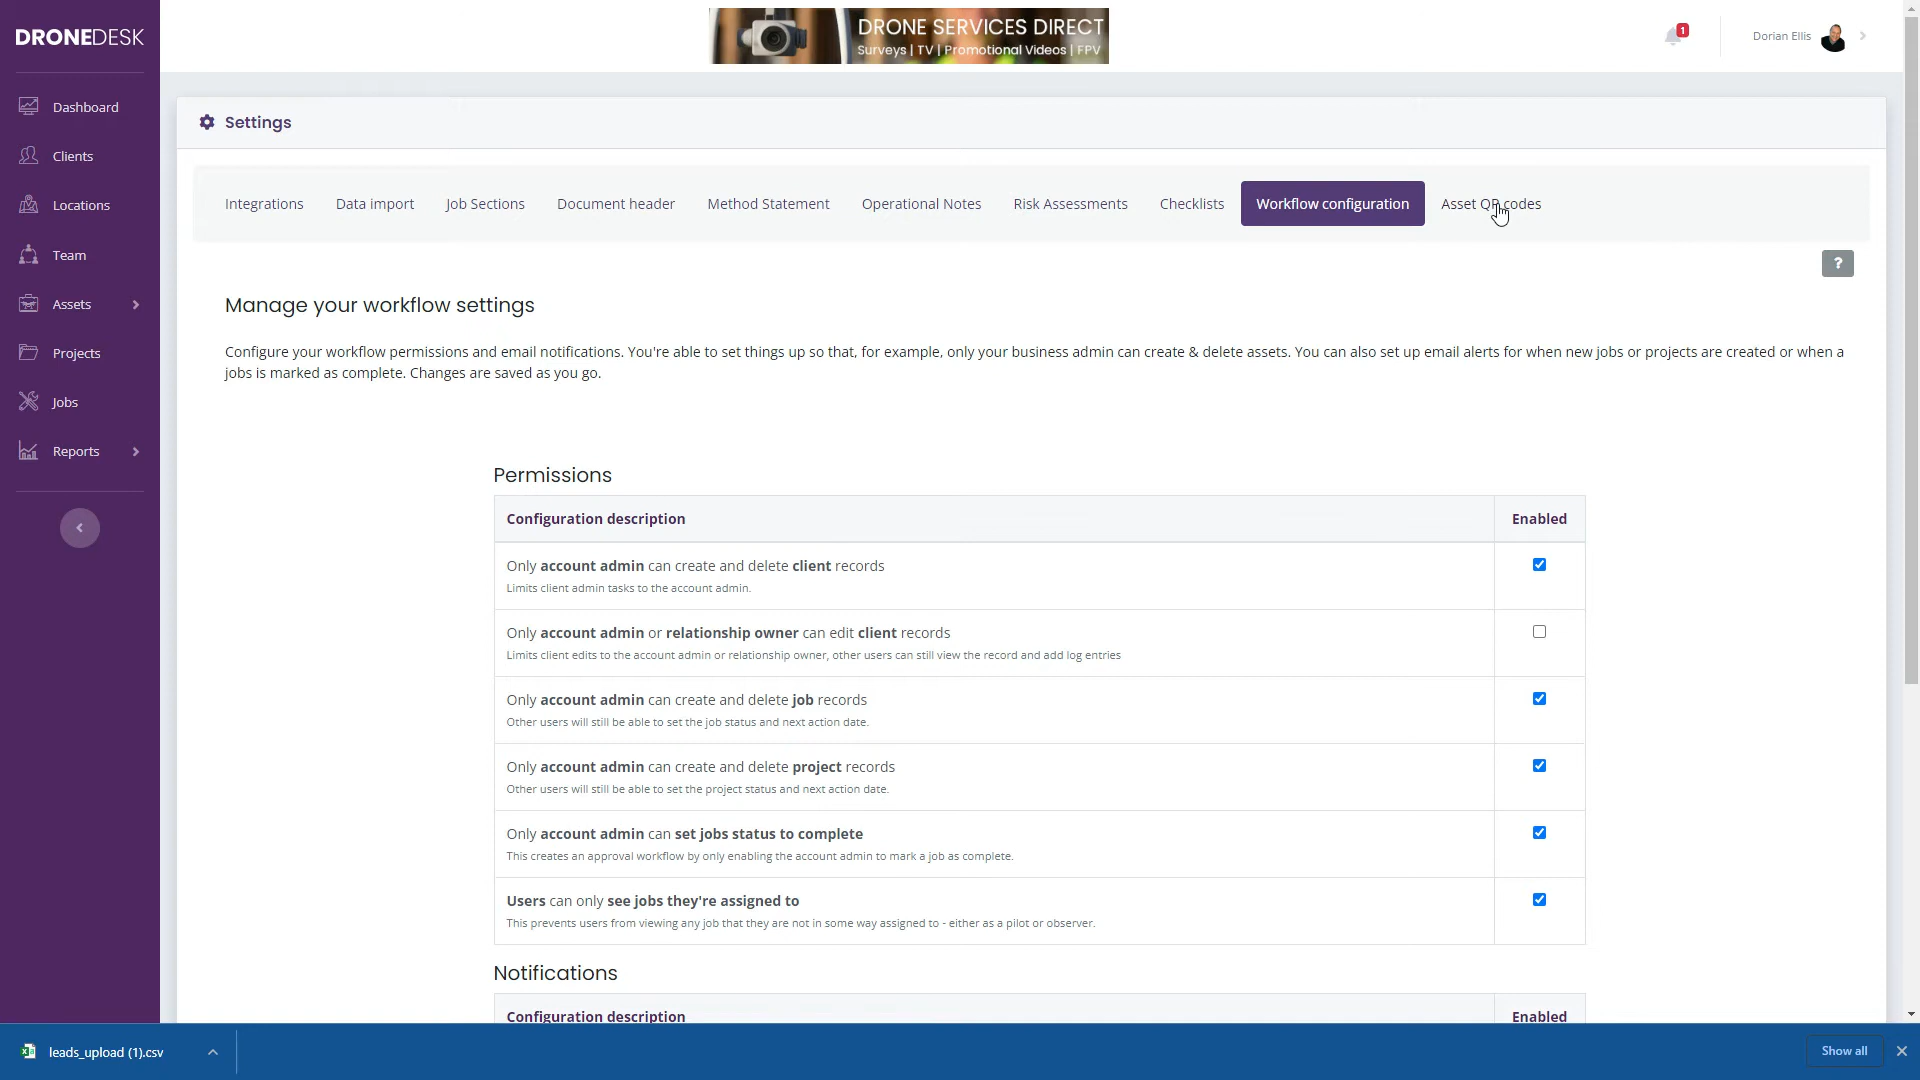 DRONEDESK
DRONE SERVICES DIRECT
Surveys | TV | Promotional Videos | FPV
1
Dorian Ellis
Dashboard
Clients
Locations
Team
Assets
Projects
Jobs
Reports
Settings
Integrations Data import Job Sections Document header Method Statement Operational Notes Risk Assessments Checklists Workflow configuration Asset QR codes
?
Manage your workflow settings
Configure your workflow permissions and email notifications. You're able to set things up so that, for example, only your business admin can create & delete assets. You can also set up email alerts for when new jobs or projects are created or when a
jobs is marked as complete. Changes are saved as you go.
Permissions
Configuration description Enabled
Only account admin can create and delete client records
Limits client admin tasks to the account admin.
Only account admin or relationship owner can edit client records
Limits client edits to the account admin or relationship owner, other users can still view the record and add log entries
Only account admin can create and delete job records
Other users will still be able to set the job status and next action date.
Only account admin can create and delete project records
Other users will still be able to set the project status and next action date.
Only account admin can set jobs status to complete
This creates an approval workflow by only enabling the account admin to mark a job as complete.
Users can only see jobs they're assigned to
This prevents users from viewing any job that they are not in some way assigned to - either as a pilot or observer.
Notifications
Configuration description Enabled
leads_upload (1).csv
Show all